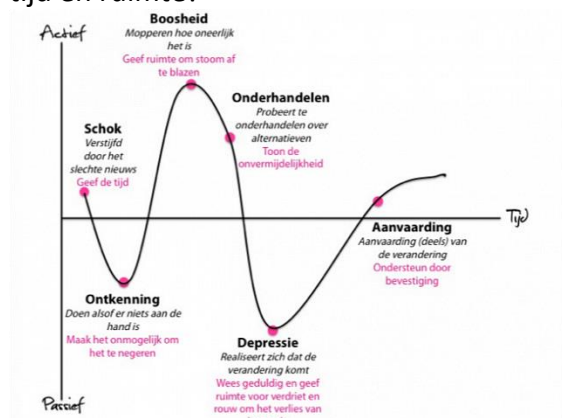 tijd en ruimte.
Boosheid
Mopperen hoe oneerlijk
het is
Geef ruimte om stoom af
te blazen
Actief
Onderhandelen
Probeert te
onderhandelen over
alternatieven
Toon de
onvermijdelijkheid
Schok
Verstijfd
door het
slechte nieuws
Geef de tijd
Tijd
Aanvaarding
Aanvaarding (deels) van
de verandering
Ondersteun door
bevestiging
Ontkenning
Doen alsof er niets aan de
hand is
Maak het onmogelijk om
het te negeren
Depressie
Realiseert zich dat de
verandering komt
Wees geduldig en geef
ruimte voor verdriet en
rouw om het verlies van
Passief